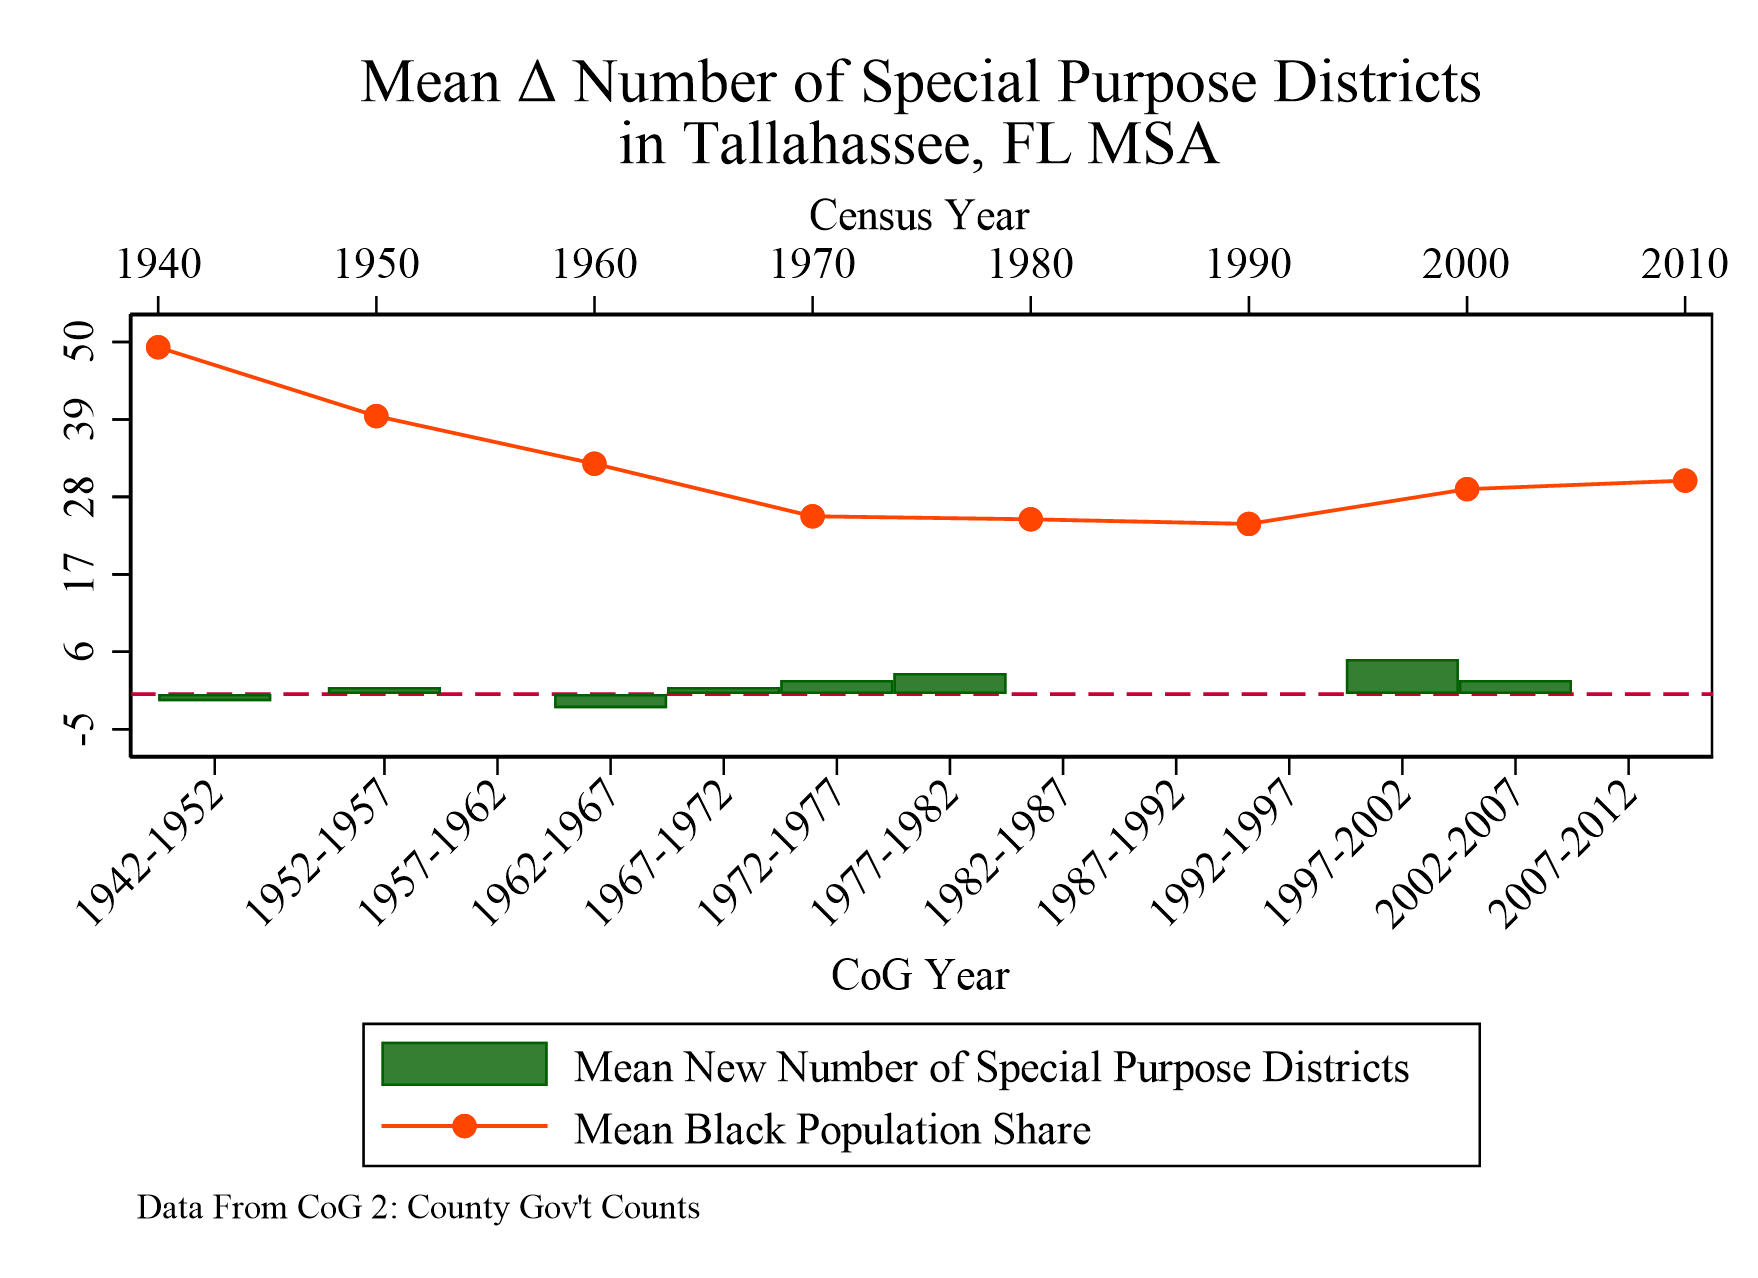 Mean Δ Number of Special Purpose Districts
in Tallahassee, FL MSA
Census Year
1940 1950 1960 1970 1980 1990 2000 2010
50
39
28
17
6
-5
1942-1952 1952-1957 1957-1962 1962-1967 1967-1972 1972-1977 1977-1982 1982-1987 1987-1992 1992-1997 1997-2002 2002-2007 2007-2012
CoG Year
Mean New Number of Special Purpose Districts
Mean Black Population Share
Data From CoG 2: County Gov't Counts